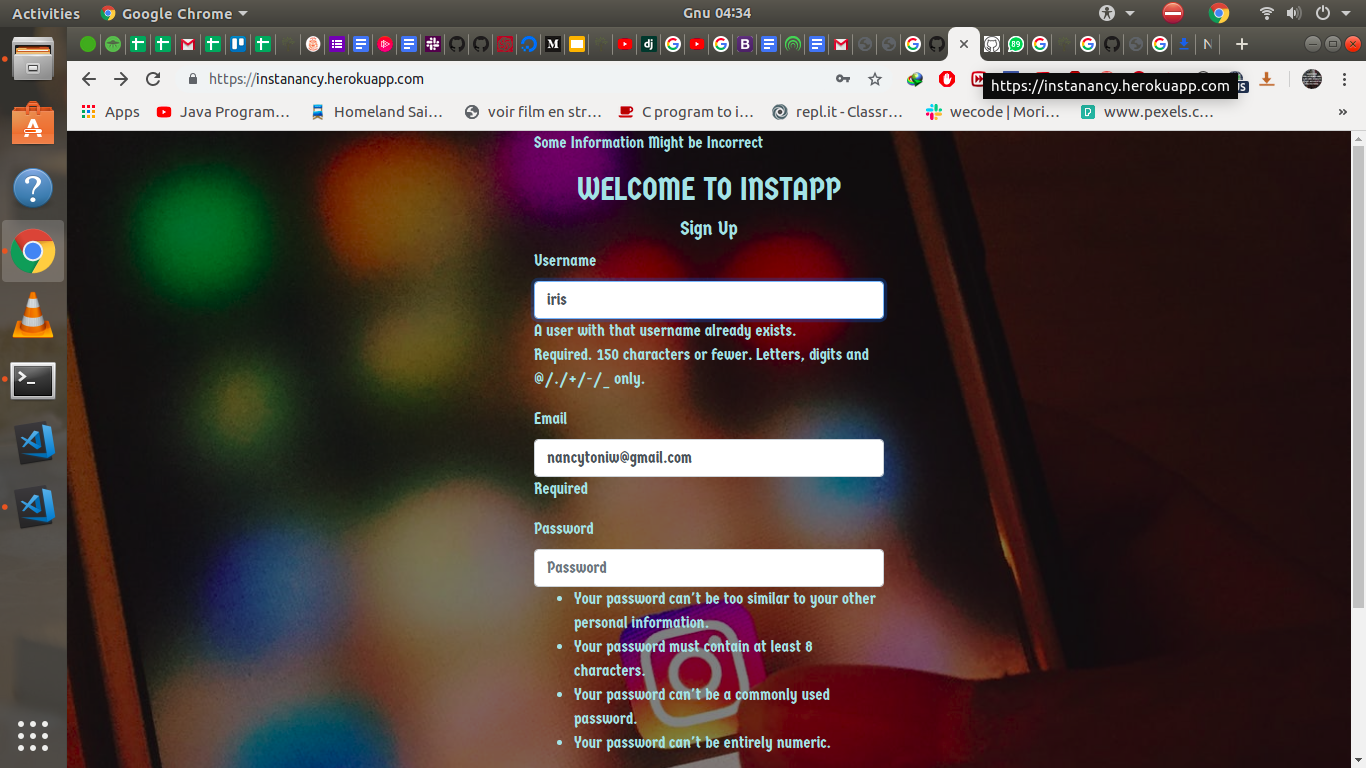 Activities
Google Chrome
Gnu 04:34
89
https://instanancy.herokuapp.com
https://instanancy.herokuapp.com
Apps
Java Program…
Homeland Sai…
voir film en str…
C program to i…
repl.it - Classr…
wecode | Mori…
www.pexels.c…
»
Some Information Might be Incorrect
WELCOME TO INSTAPP
Sign Up
Username
iris
A user with that username already exists.
Required. 150 characters or fewer. Letters, digits and
@/./+/-/_ only.
Email
nancytoniw@gmail.com
Required
Password
Password
• Your password can't be too similar to your other
personal information.
• Your password must contain at least 8
characters.
• Your password can't be a commonly used
password.
• Your password can't be entirely numeric.